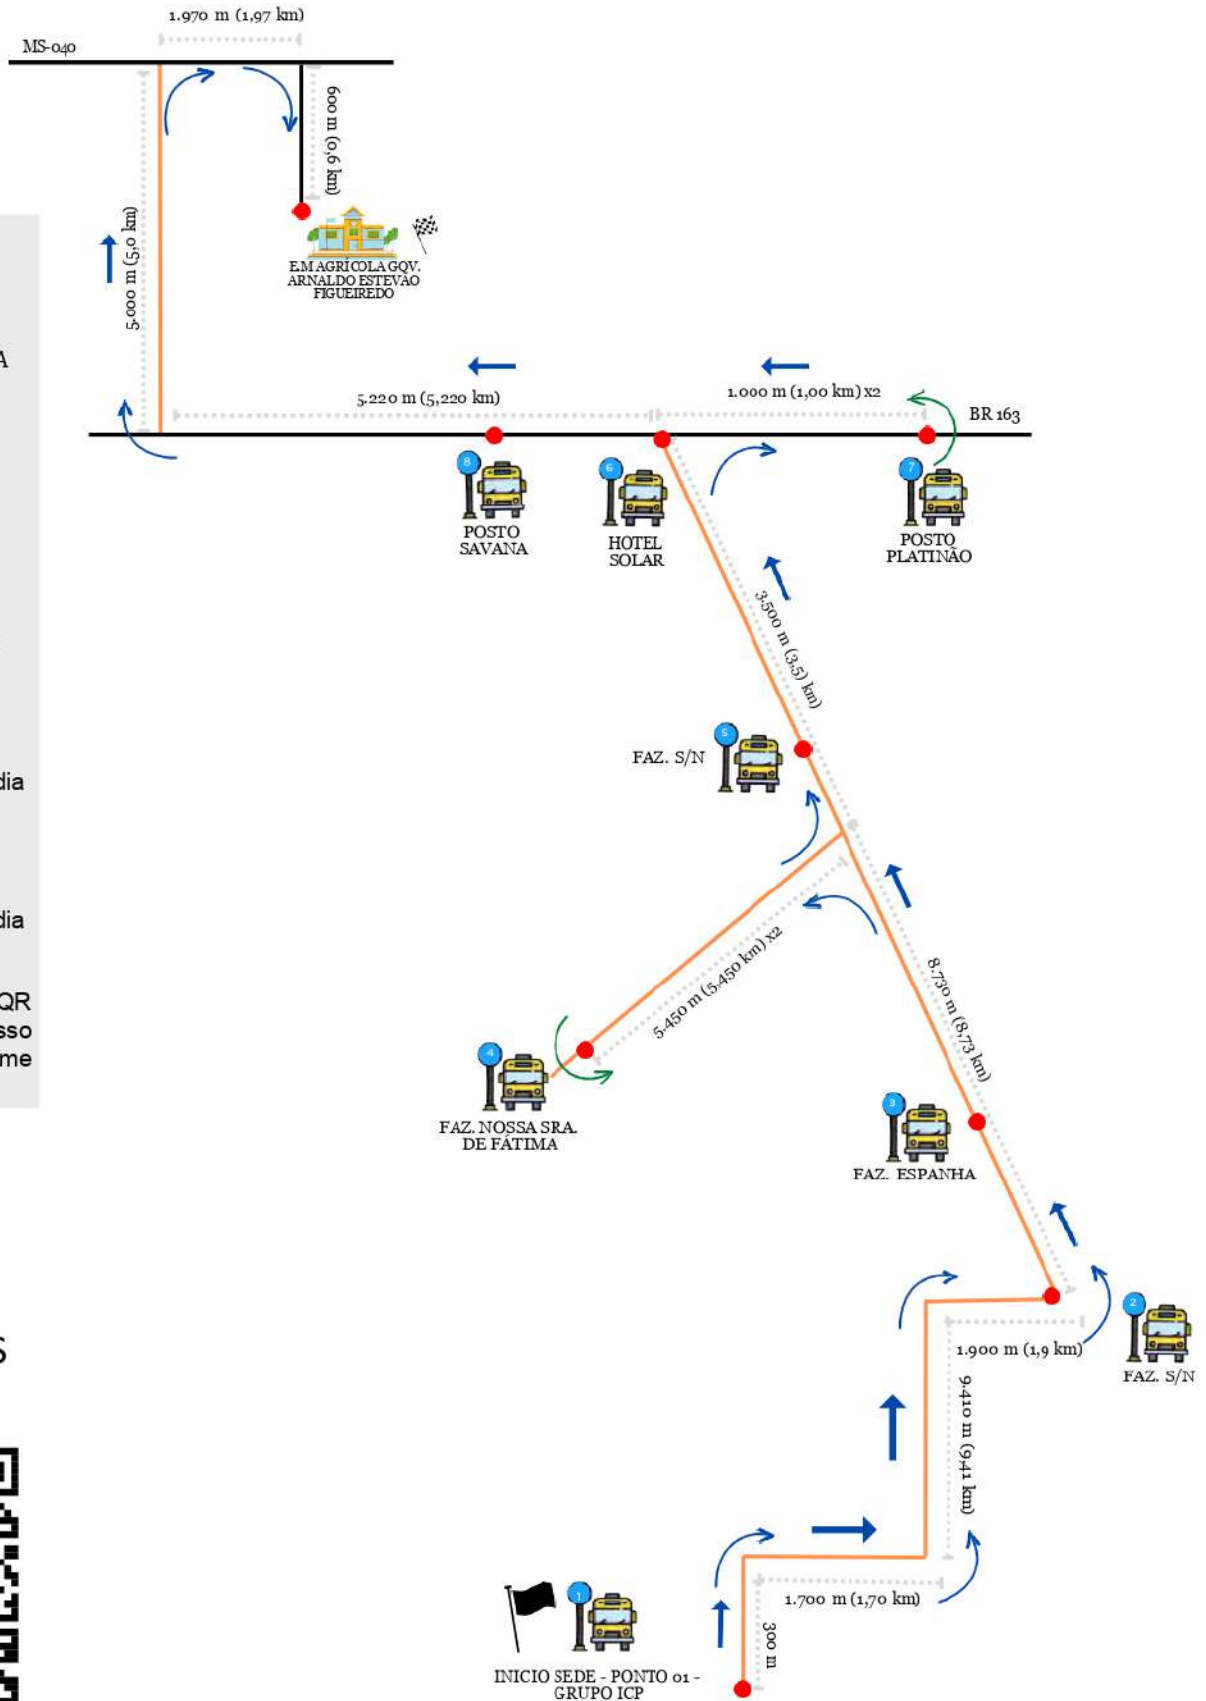 1.970 m (1,97 km)
MS-040
600 m (0,6 km)
5.000 m (5,0 km)
E.M AGRÍCOLA GOV.
ARNALDO ESTEVÃO
FIGUEIREDO
A
5.220 m (5,220 km)
1.000 m (1,00 km) x2
BR 163
8
POSTO
SAVANA
6
HOTEL
SOLAR
7
POSTO
PLATINÃO
3.500 m (3,5) km)
5
FAZ. S/N
dia
dia
QR
sso
me
5.450 m (5.450 km) x2
8.730 m (8,73 km)
4
FAZ. NOSSA SRA.
DE FÁTIMA
3
FAZ. ESPANHA
2
FAZ. S/N
1.900 m (1,9 km)
9.410 m (9,41 km)
S
1.700 m (1,70 km)
300 m
1
INICIO SEDE - PONTO 01 -
GRUPO ICP